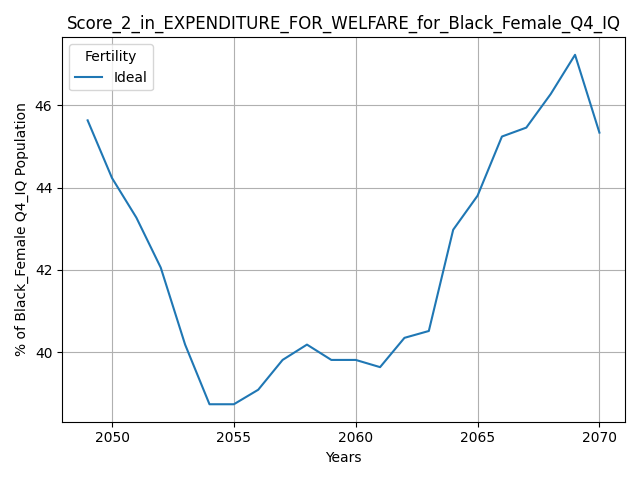 Score_2_in_EXPENDITURE_FOR_WELFARE_for_Black_Female_Q4_IQ
Fertility
Ideal
% of Black_Female Q4_IQ Population
46
44
42
40
2050 2055 2060 2065 2070
Years